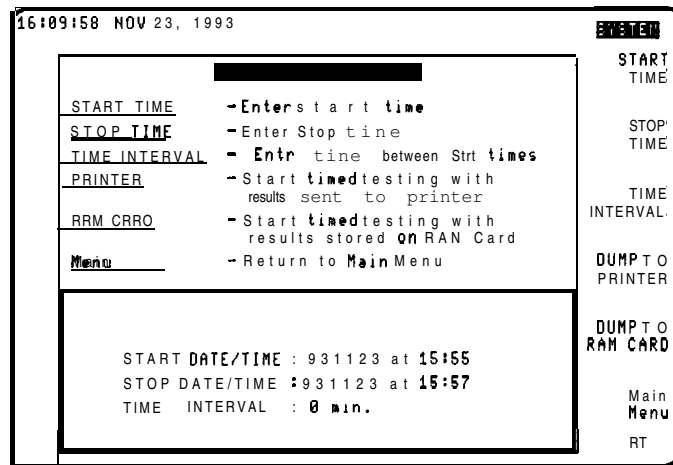 16:09:58 NOV 23, 1993
SYSTEM
START TIME - Enter start time
STOP TIME - Enter Stop tine
TIME INTERVAL - Entr tine between Strt times
PRINTER - Start timed testing with
results sent to printer
RRM CRRO - Start timed testing with
results stored on RAN Card
Menu - Return to Main Menu
START DATE/TIME : 931123 at 15:55
STOP DATE/TIME : 931123 at 15:57
TIME INTERVAL : 0 min.
START
TIME
STOP
TIME
TIME
INTERVAL
DUMP TO
PRINTER
DUMP TO
RAM CARD
Main
Menu
RT